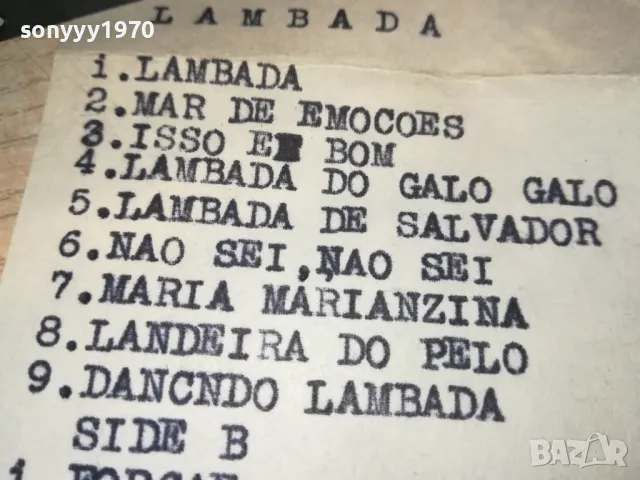 sonyyy1970
LAMBADA
1.LAMBADA
2.MAR DE EMOCOES
3.ISSO E BOM
4.LAMBADA DO GALO GALO
5.LAMBADA DE SALVADOR
6.NAO SEI,NAO SEI
7.MARIA MARIANZINA
8.LANDEIRA DO PELO
9.DANCNDO LAMBADA
SIDE B
1.
BAZAR